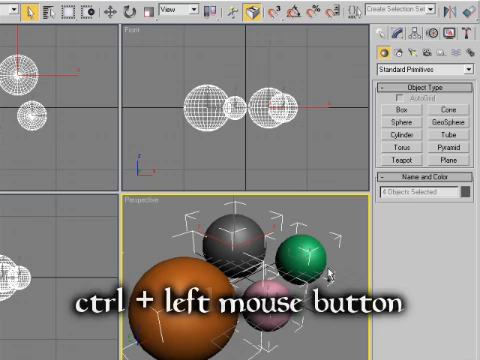 View
Create Selection Set
Front
Standard Primitives
Object Type
AutoGrid
Box Cone
Sphere GeoSphere
Cylinder Tube
Torus Pyramid
Teapot Plane
Name and Color
4 Objects Selected
Perspective
ctrl + left mouse button